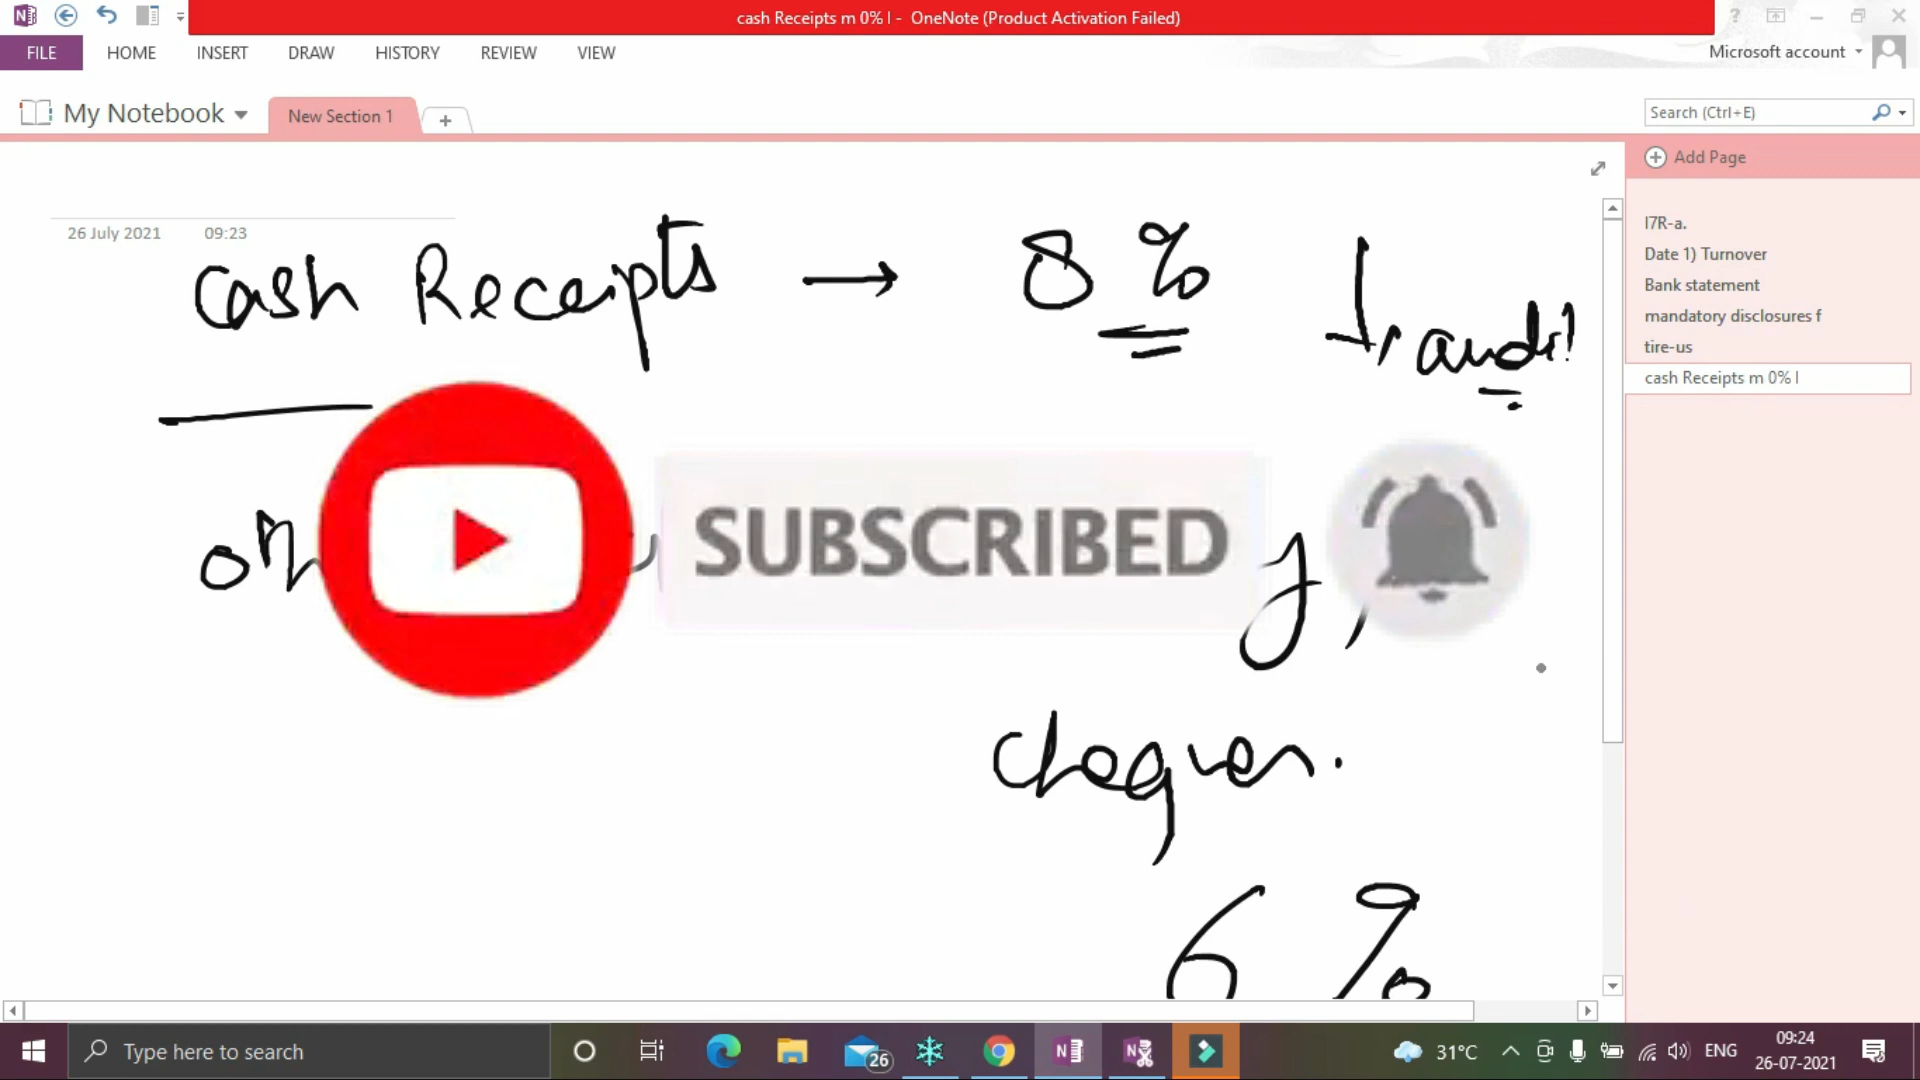 cash Receipts m 0% l - OneNote (Product Activation Failed)
?
FILE HOME INSERT DRAW HISTORY REVIEW VIEW
Microsoft account
My Notebook
New Section 1
+
Search (Ctrl+E)
Add Page
I7R-a.
Date 1) Turnover
Bank statement
mandatory disclosures f
tire-us
cash Receipts m 0% l
26 July 2021 09:23
Cash Receipts → 8%
audit
SUBSCRIBED
cheques.
6 %
Type here to search
26
31°C
ENG
09:24
26-07-2021